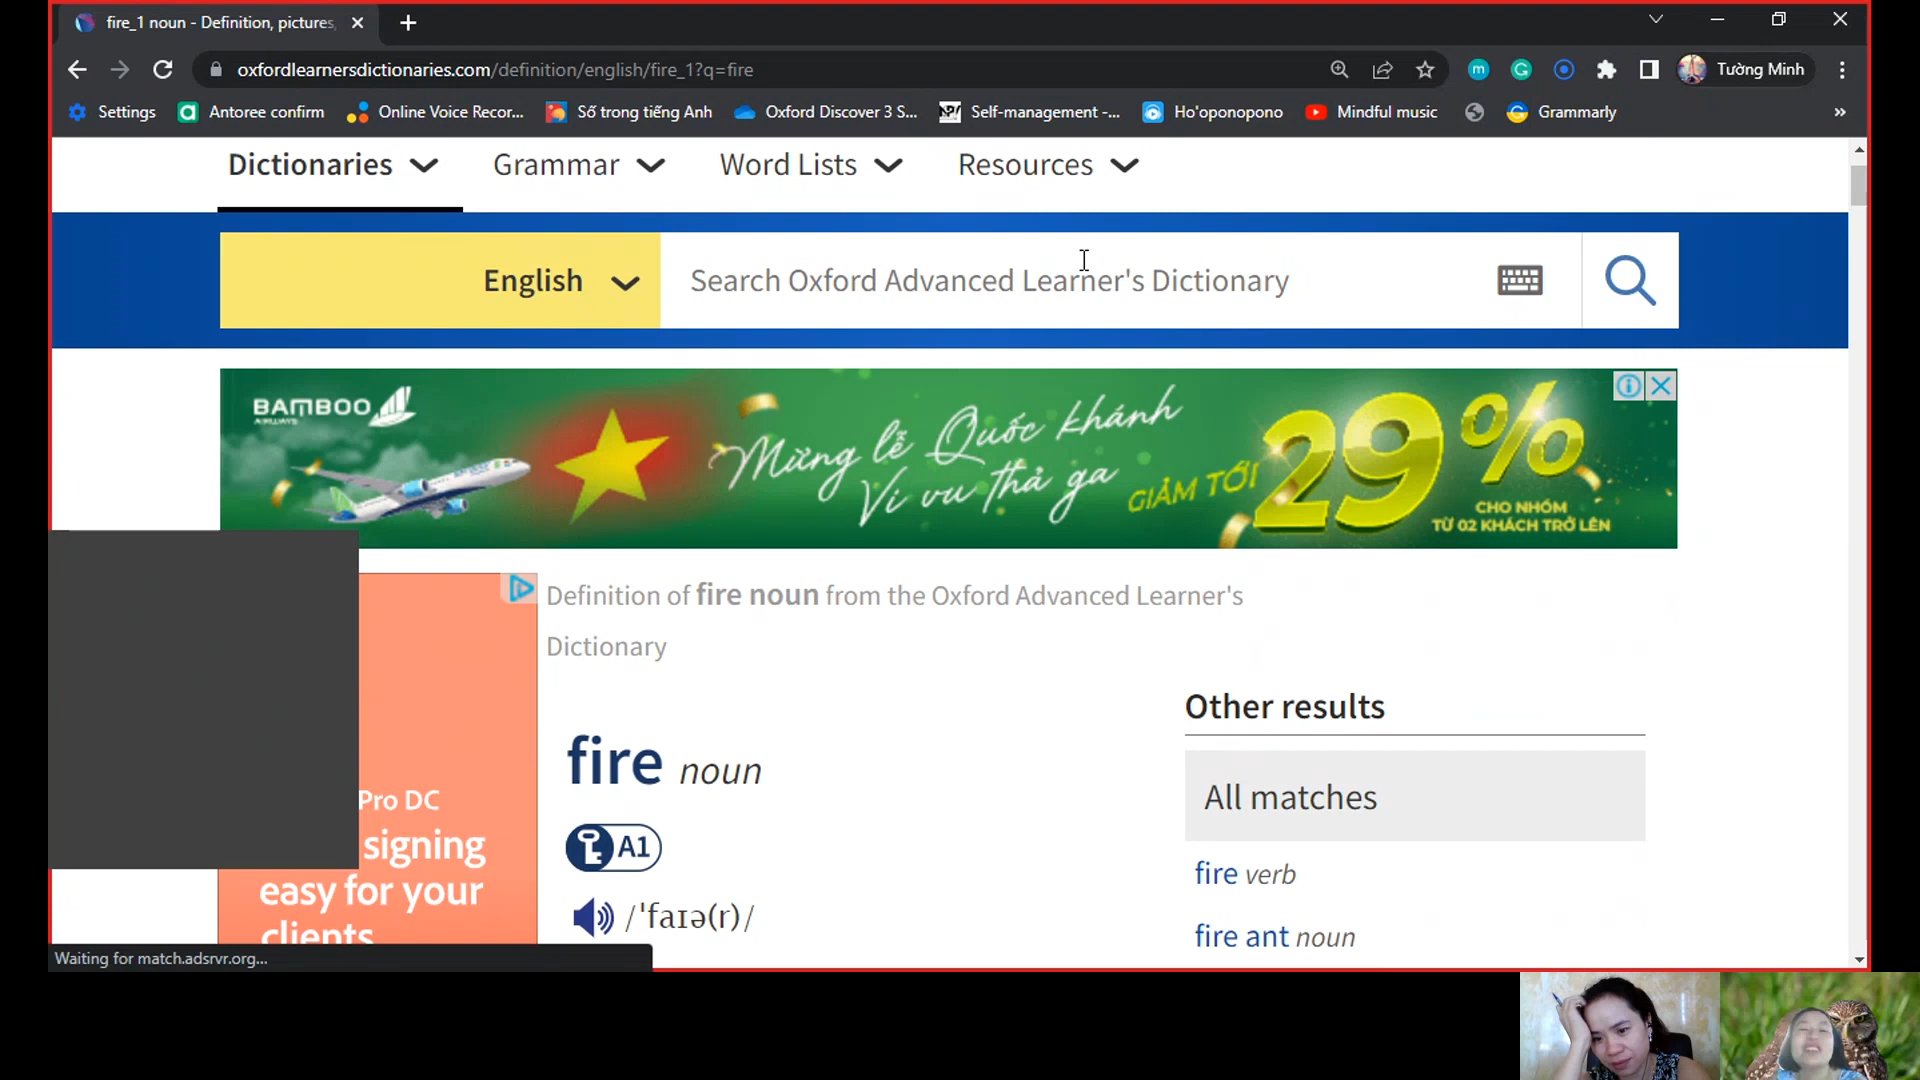 fire_1 noun - Definition, pictures,
oxfordlearnersdictionaries.com/definition/english/fire_1?q=fire
Tường Minh
Settings
Antoree confirm
Online Voice Recor...
Số trong tiếng Anh
Oxford Discover 3 S...
Self-management -...
Ho'oponopono
Mindful music
Grammarly
Dictionaries
Grammar
Word Lists
Resources
English
Search Oxford Advanced Learner's Dictionary
BAMBOO
AIRWAYS
Mừng lễ Quốc khánh
Vi vu thả ga
GIẢM TỚI
29%
CHO NHÓM
TỪ 02 KHÁCH TRỞ LÊN
Definition of fire noun from the Oxford Advanced Learner's
Dictionary
fire noun
A1
/ˈfaɪə(r)/
Other results
All matches
fire verb
fire ant noun
Pro DC
signing
easy for your
clients
Waiting for match.adsrvr.org...